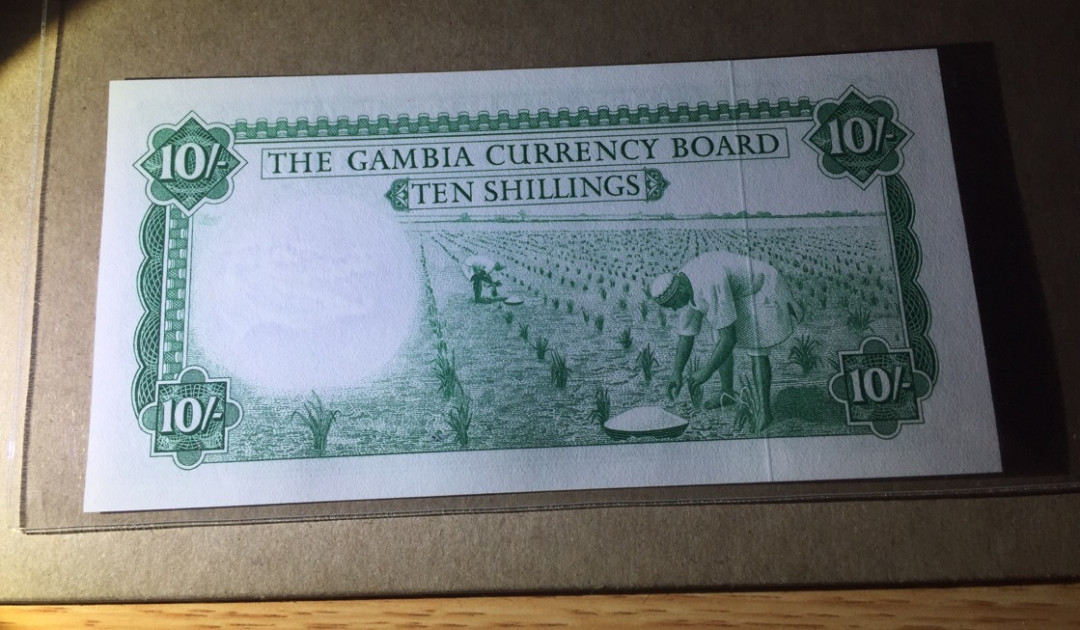 10/-
THE GAMBIA CURRENCY BOARD
10/-
TEN SHILLINGS
10/-
10/-